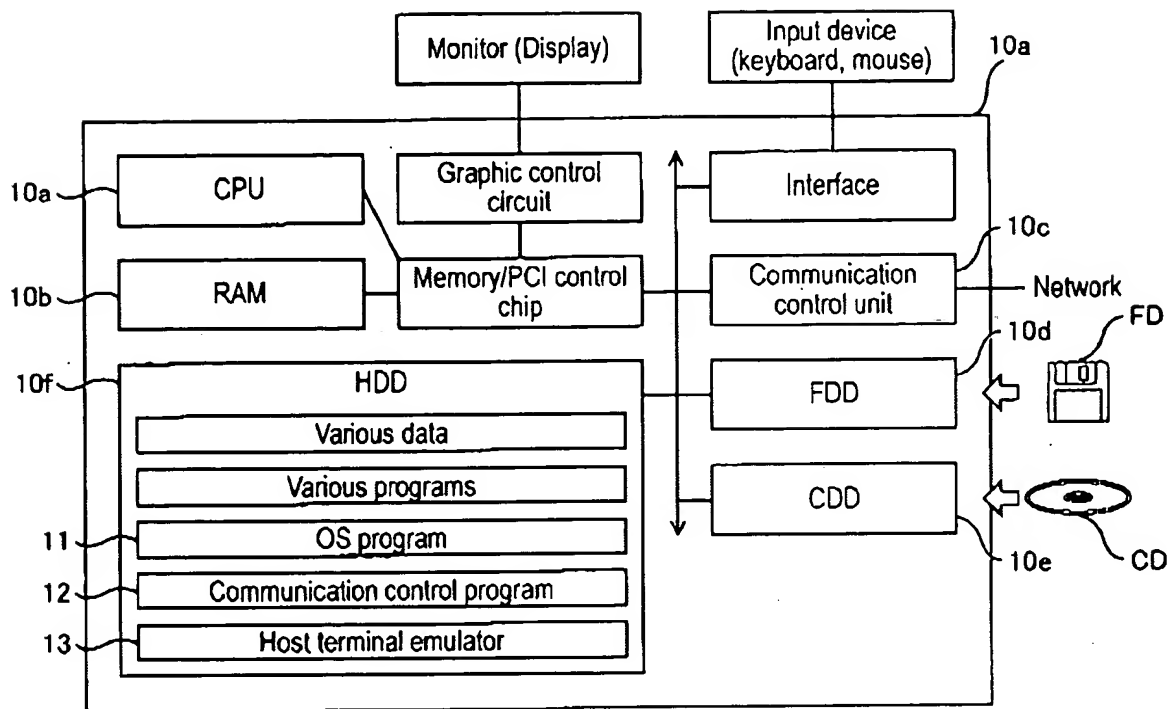 Monitor (Display)
Input device
(keyboard, mouse)
10a
10a
CPU
Graphic control
circuit
Interface
10b
RAM
Memory/PCI control
chip
10c
Communication
control unit
Network
10f
HDD
10d
FDD
FD
Various data
Various programs
11
OS program
CDD
10e
CD
12
Communication control program
13
Host terminal emulator